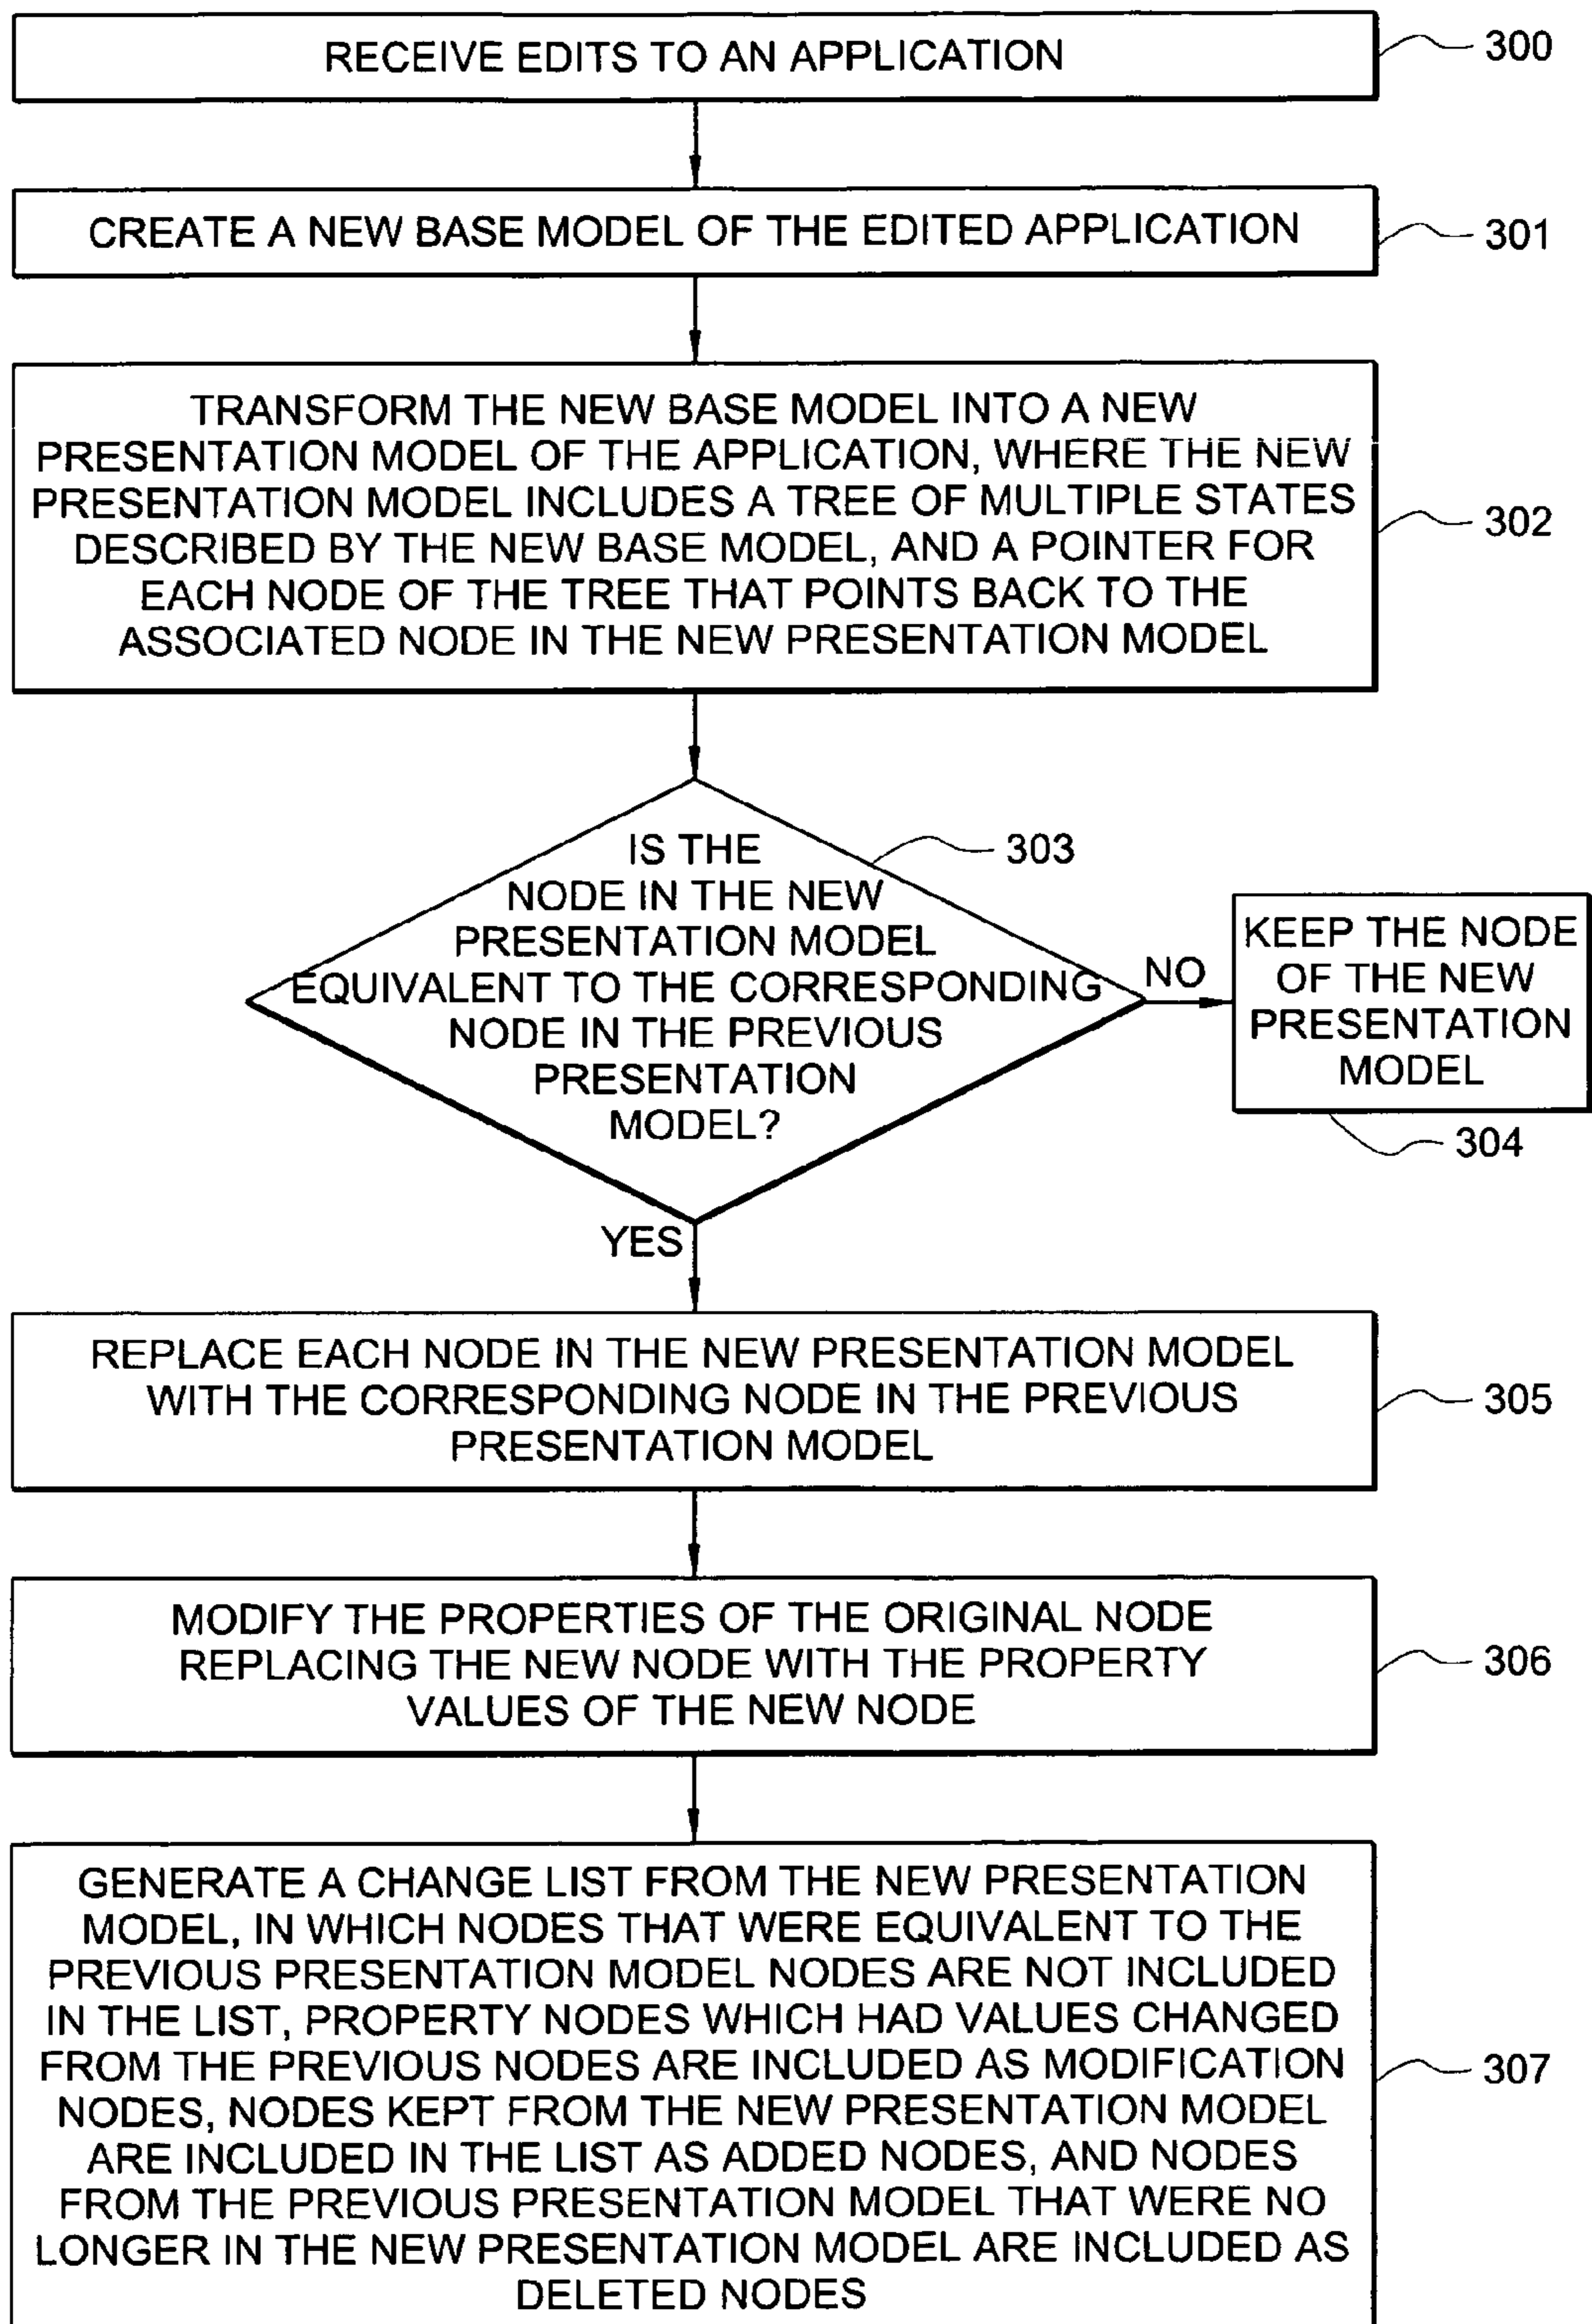 RECEIVE EDITS TO AN APPLICATION
300
CREATE A NEW BASE MODEL OF THE EDITED APPLICATION
301
TRANSFORM THE NEW BASE MODEL INTO A NEW
PRESENTATION MODEL OF THE APPLICATION, WHERE THE NEW
PRESENTATION MODEL INCLUDES A TREE OF MULTIPLE STATES
DESCRIBED BY THE NEW BASE MODEL, AND A POINTER FOR
EACH NODE OF THE TREE THAT POINTS BACK TO THE
ASSOCIATED NODE IN THE NEW PRESENTATION MODEL
302
IS THE
NODE IN THE NEW
PRESENTATION MODEL
EQUIVALENT TO THE CORRESPONDING
NODE IN THE PREVIOUS
PRESENTATION
MODEL?
303
NO
KEEP THE NODE
OF THE NEW
PRESENTATION
MODEL
304
YES
REPLACE EACH NODE IN THE NEW PRESENTATION MODEL
WITH THE CORRESPONDING NODE IN THE PREVIOUS
PRESENTATION MODEL
305
MODIFY THE PROPERTIES OF THE ORIGINAL NODE
REPLACING THE NEW NODE WITH THE PROPERTY
VALUES OF THE NEW NODE
306
GENERATE A CHANGE LIST FROM THE NEW PRESENTATION
MODEL, IN WHICH NODES THAT WERE EQUIVALENT TO THE
PREVIOUS PRESENTATION MODEL NODES ARE NOT INCLUDED
IN THE LIST, PROPERTY NODES WHICH HAD VALUES CHANGED
FROM THE PREVIOUS NODES ARE INCLUDED AS MODIFICATION
NODES, NODES KEPT FROM THE NEW PRESENTATION MODEL
ARE INCLUDED IN THE LIST AS ADDED NODES, AND NODES
FROM THE PREVIOUS PRESENTATION MODEL THAT WERE NO
LONGER IN THE NEW PRESENTATION MODEL ARE INCLUDED AS
DELETED NODES
307